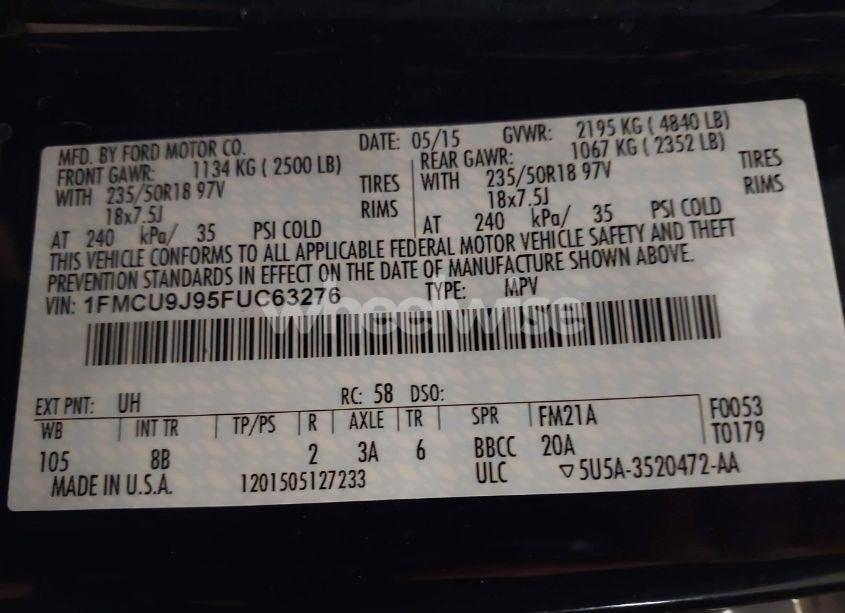 MFD. BY FORD MOTOR CO. DATE: 05/15 GVWR: 2195 KG ( 4840 LB)
FRONT GAWR: 1134 KG ( 2500 LB) REAR GAWR: 1067 KG ( 2352 LB)
WITH 235/50R18 97V TIRES WITH 235/50R18 97V TIRES
18x7.5J RIMS 18x7.5J RIMS
AT 240 kPa/ 35 PSI COLD AT 240 kPa/ 35 PSI COLD
THIS VEHICLE CONFORMS TO ALL APPLICABLE FEDERAL MOTOR VEHICLE SAFETY AND THEFT
PREVENTION STANDARDS IN EFFECT ON THE DATE OF MANUFACTURE SHOWN ABOVE.
VIN: 1FMCU9J95FUC63276 TYPE: MPV
wheelwise
EXT PNT: UH RC: 58 DSO:
WB INT TR TP/PS R AXLE TR SPR FM21A F0053
105 8B 2 3A 6 BBCC 20A T0179
MADE IN U.S.A. 1201505127233 ULC ▽5U5A-3520472-AA